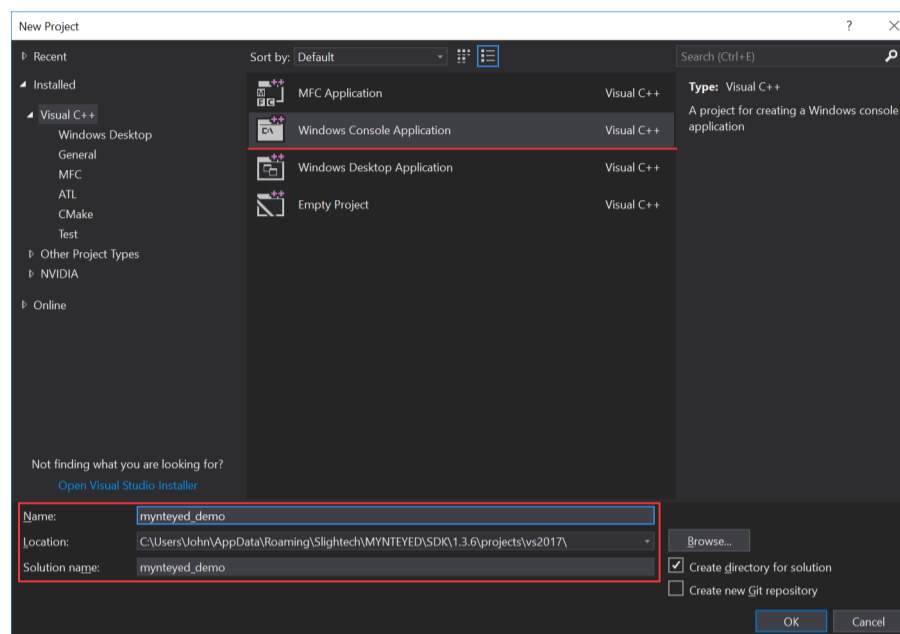 New Project
?
Recent
Installed
Visual C++
Windows Desktop
General
MFC
ATL
CMake
Test
Other Project Types
NVIDIA
Online
Not finding what you are looking for?
Open Visual Studio Installer
Sort by: Default
MFC Application Visual C++
Windows Console Application Visual C++
Windows Desktop Application Visual C++
Empty Project Visual C++
Search (Ctrl+E)
Type: Visual C++
A project for creating a Windows console
application
Name: mynteyed_demo
Location: C:\Users\John\AppData\Roaming\Slightech\MYNTEYED\SDK\1.3.6\projects\vs2017\
Solution name: mynteyed_demo
Browse...
Create directory for solution
Create new Git repository
OK
Cancel